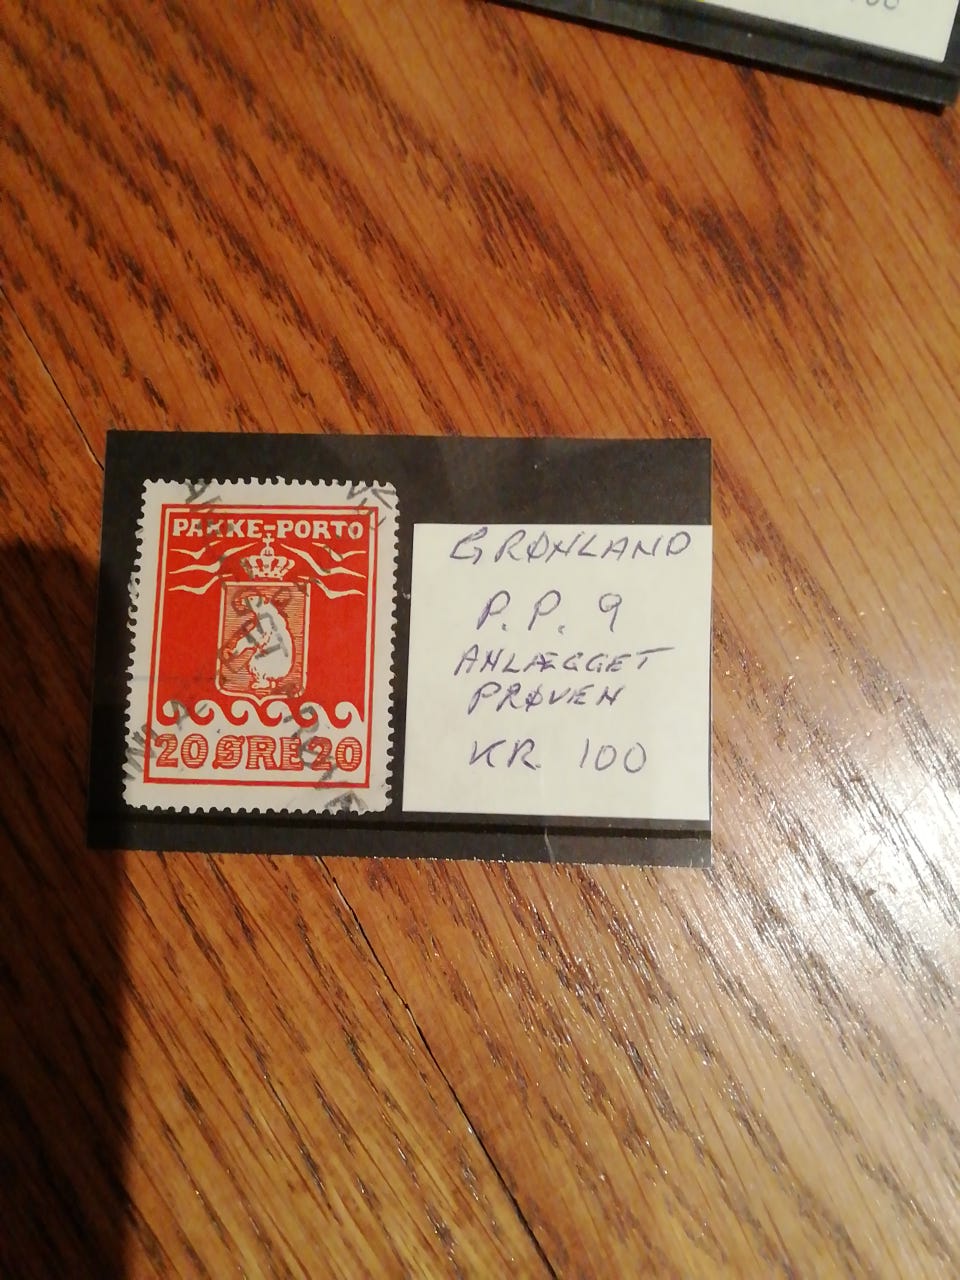 PAKKE-PORTO
20 ØRE 20
GRØNLAND
P.P. 9
ANLÆGGET
PRØVEN
KR. 100